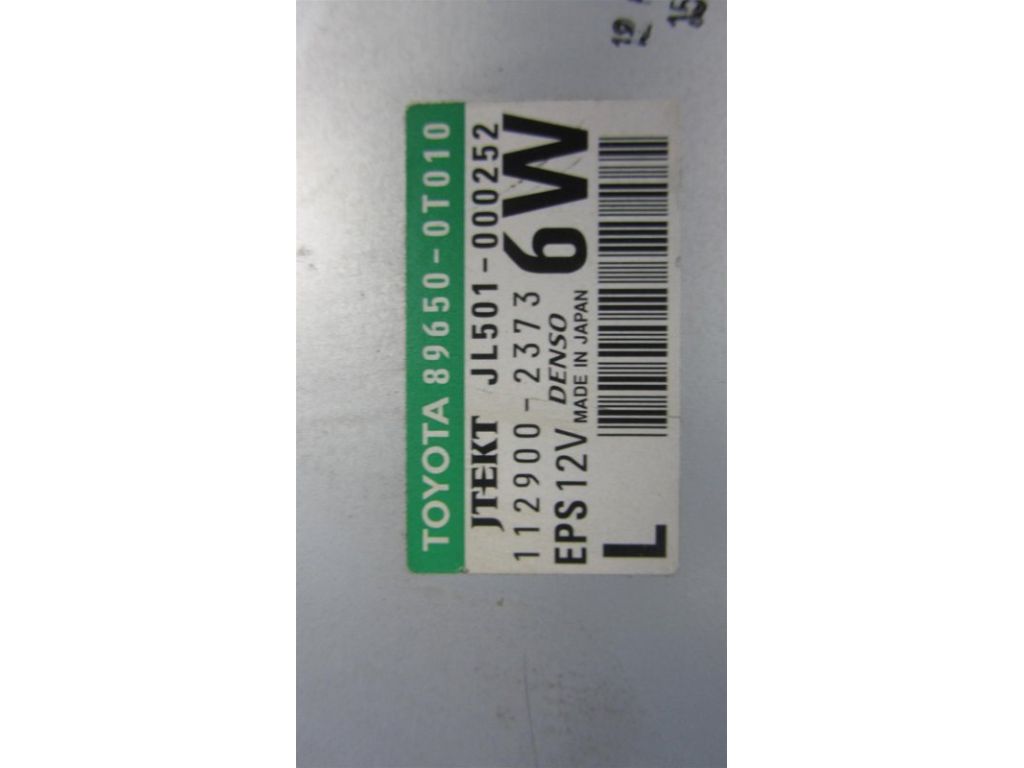 TOYOTA 89650-0T010
JTEKT JL501-000252
112900-2373 6W
EPS12V DENSO
MADE IN JAPAN
L